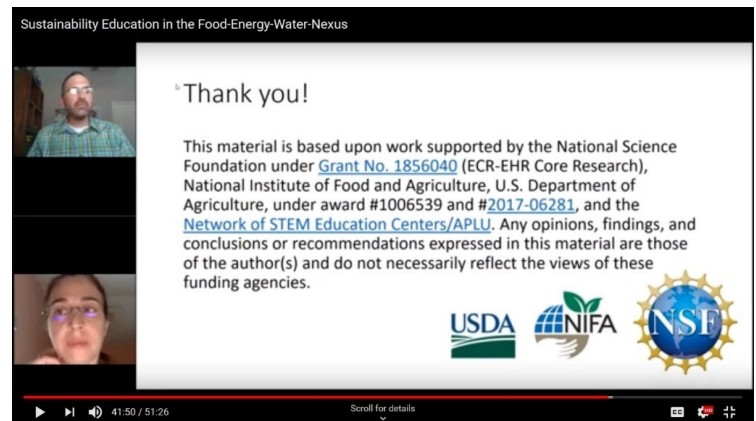 Sustainability Education in the Food-Energy-Water-Nexus
Thank you!
This material is based upon work supported by the National Science
Foundation under Grant No. 1856040 (ECR-EHR Core Research),
National Institute of Food and Agriculture, U.S. Department of
Agriculture, under award #1006539 and #2017-06281, and the
Network of STEM Education Centers/APLU. Any opinions, findings, and
conclusions or recommendations expressed in this material are those
of the author(s) and do not necessarily reflect the views of these
funding agencies.
USDA
NIFA
NSF
41:50 / 51:26
Scroll for details
CC
HD